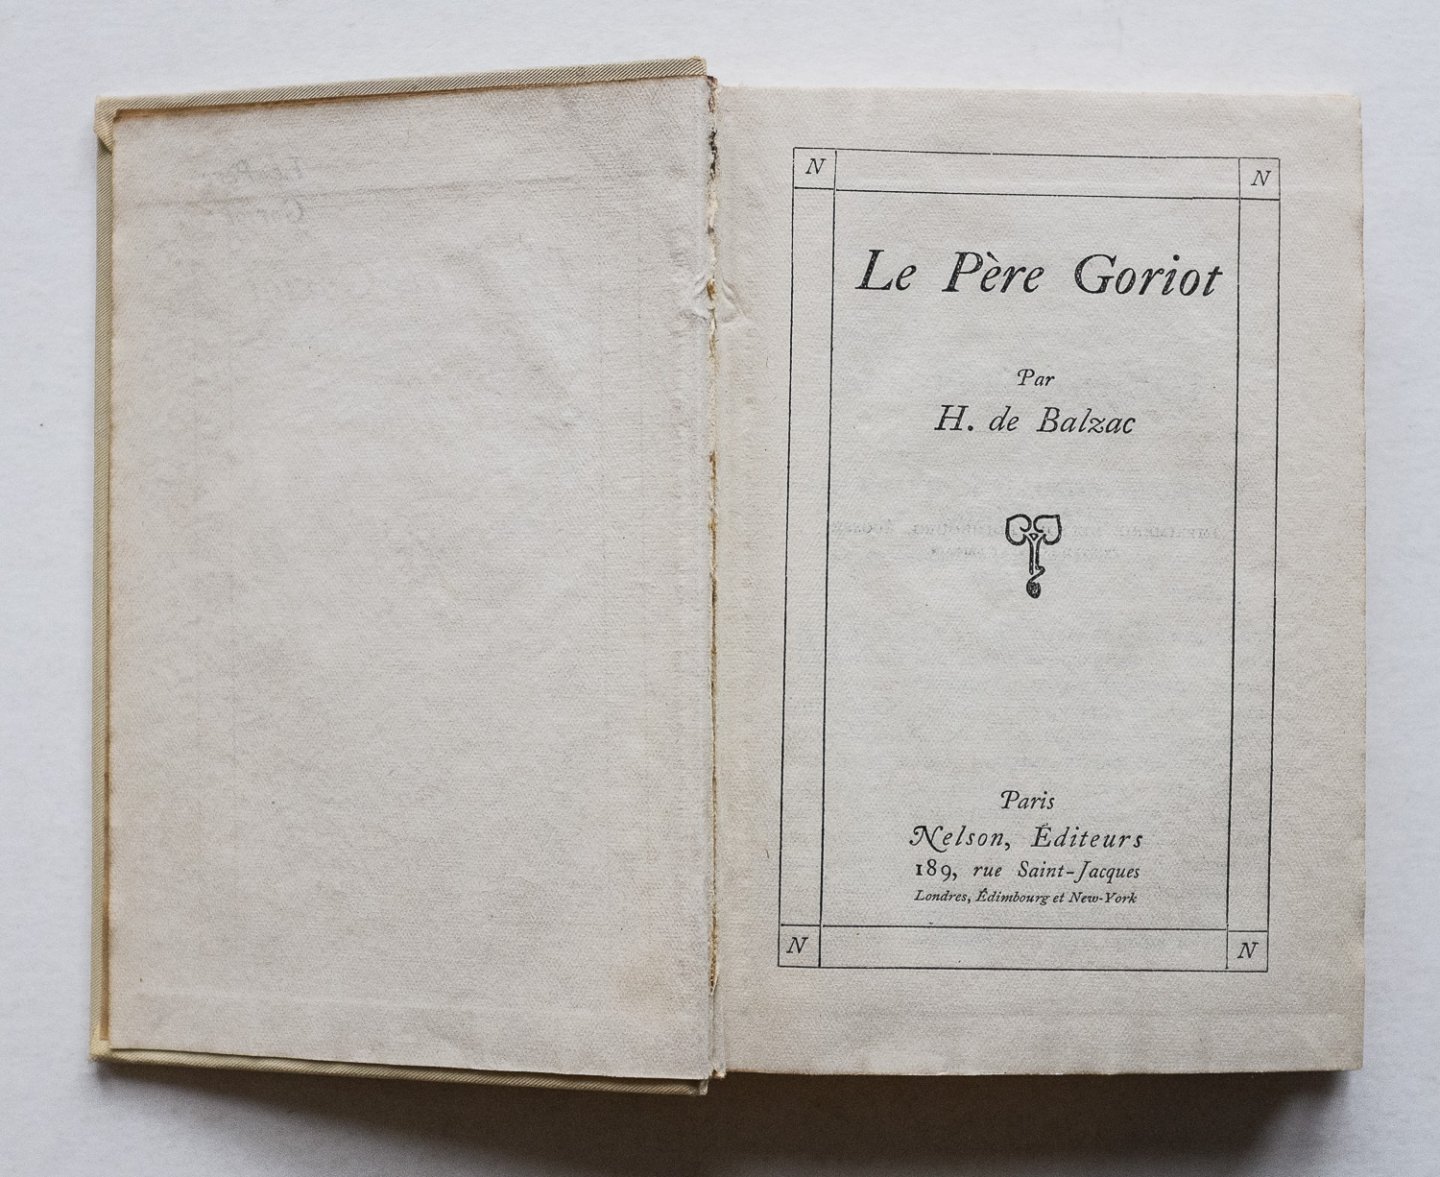 N N
Le Père Goriot
Par
H. de Balzac
Paris
Nelson, Éditeurs
189, rue Saint-Jacques
Londres, Édimbourg et New-York
N N